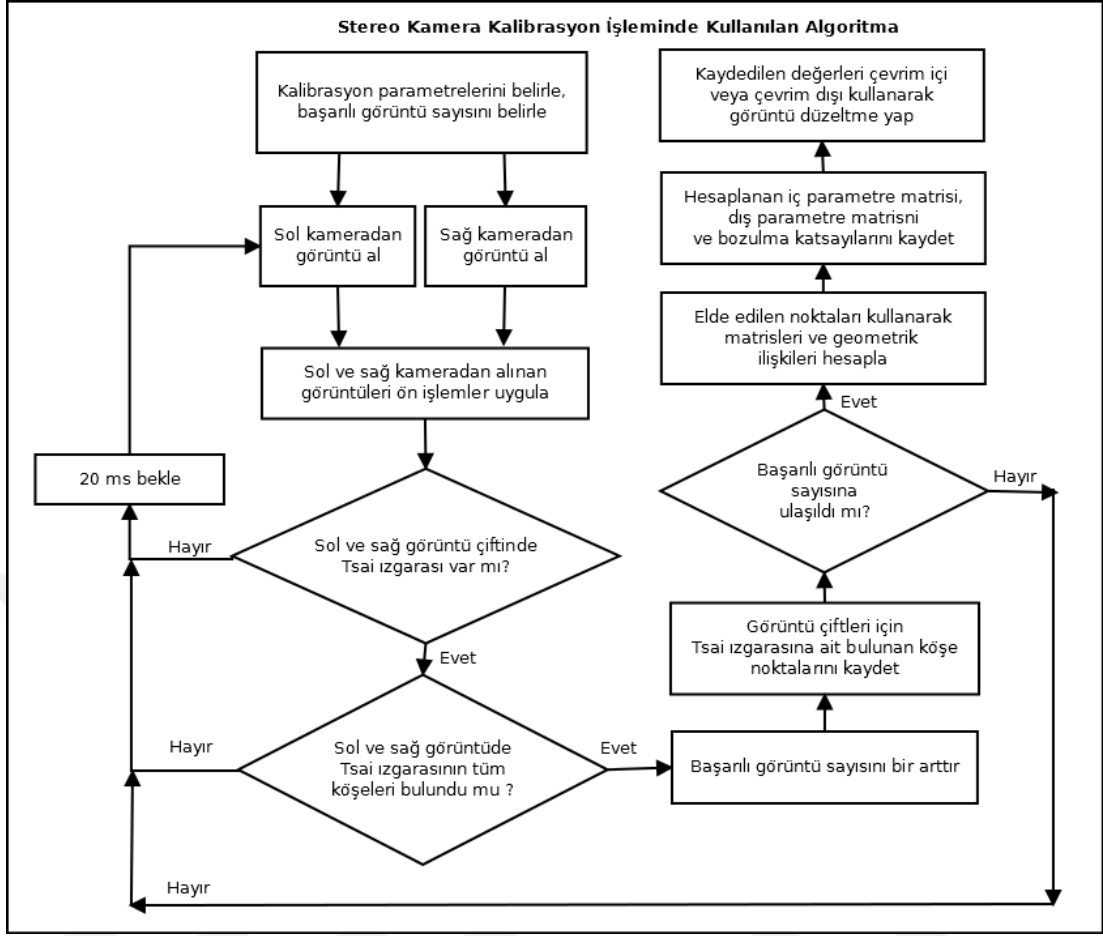 Stereo Kamera Kalibrasyon İşleminde Kullanılan Algoritma
Kalibrasyon parametrelerini belirle,
başarılı görüntü sayısını belirle
Sol kameradan
görüntü al
Sağ kameradan
görüntü al
Sol ve sağ kameradan alınan
görüntüleri ön işlemler uygula
20 ms bekle
Hayır
Sol ve sağ görüntü çiftinde
Tsai ızgarası var mı?
Evet
Hayır
Sol ve sağ görüntüde
Tsai ızgarasının tüm
köşeleri bulundu mu ?
Evet
Başarılı görüntü sayısını bir arttır
Görüntü çiftleri için
Tsai ızgarasına ait bulunan köşe
noktalarını kaydet
Başarılı görüntü
sayısına
ulaşıldı mı?
Hayır
Hayır
Evet
Elde edilen noktaları kullanarak
matrisleri ve geometrik
ilişkileri hesapla
Hesaplanan iç parametre matrisi,
dış parametre matrisni
ve bozulma katsayılarını kaydet
Kaydedilen değerleri çevrim içi
veya çevrim dışı kullanarak
görüntü düzeltme yap